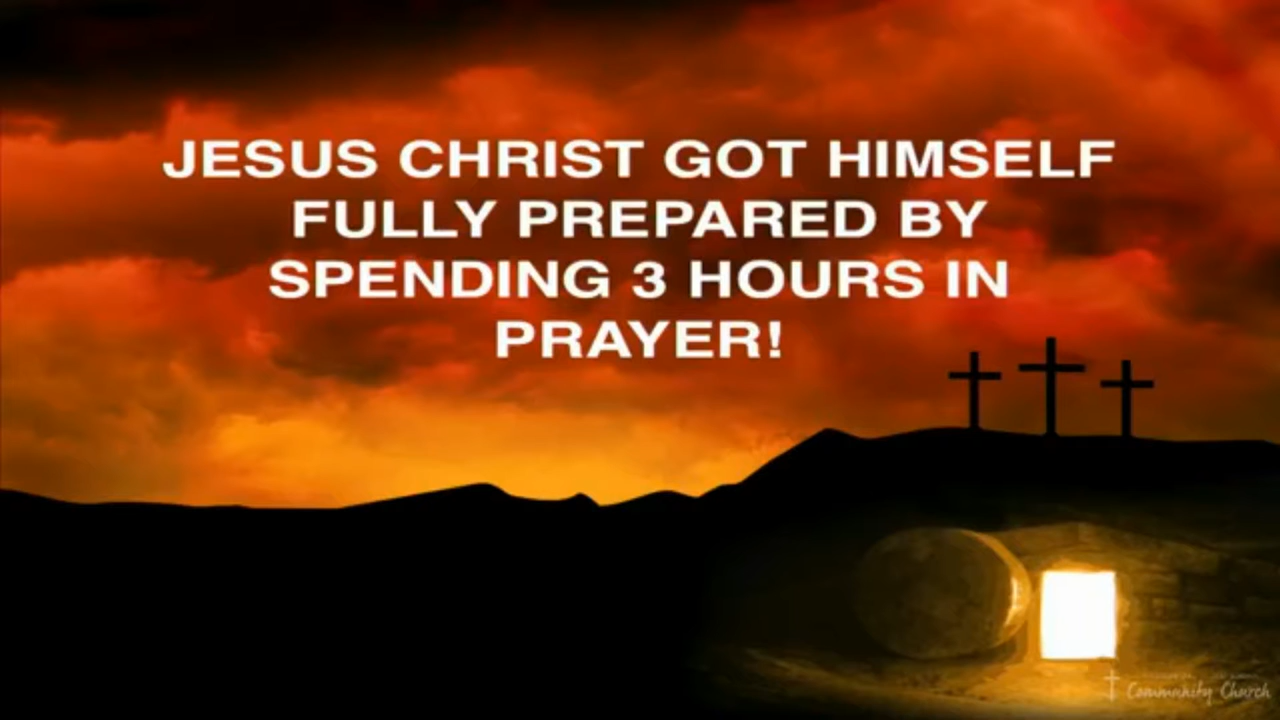 JESUS CHRIST GOT HIMSELF
FULLY PREPARED BY
SPENDING 3 HOURS IN
PRAYER!
Community Church